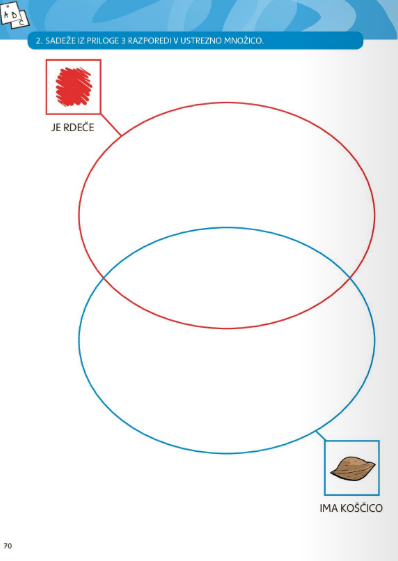 A
B
C
2. SADEŽE IZ PRILOGE 3 RAZPOREDI V USTREZNO MNOŽICO.
JE RDEČE
IMA KOŠČICO
70